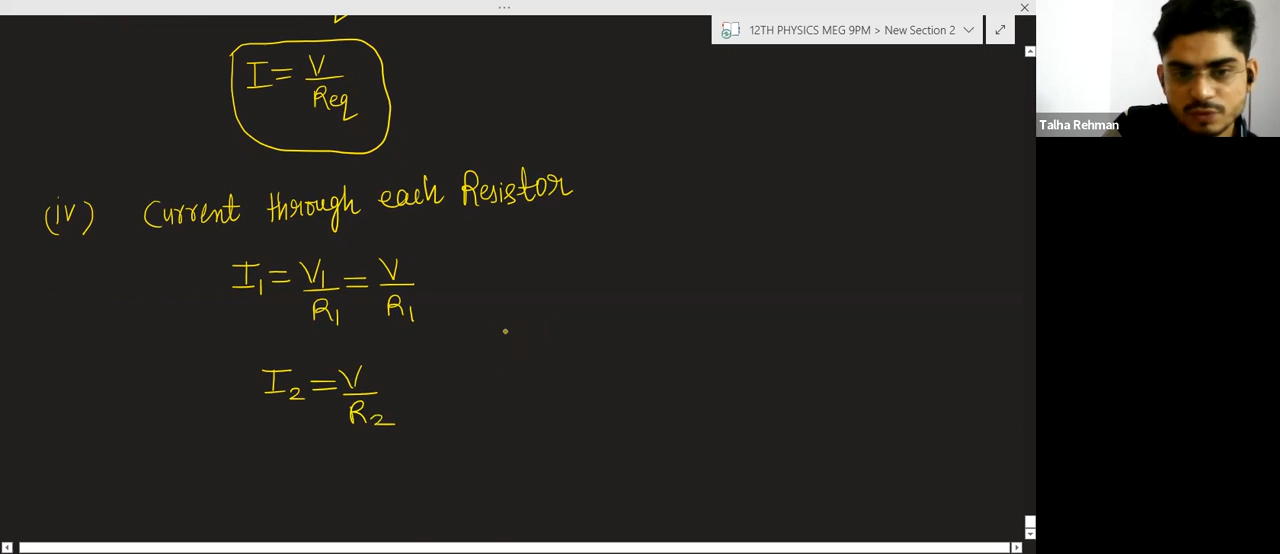 12TH PHYSICS MEG 9PM > New Section 2
Talha Rehman
I = V/Req
(iv) Current through each Resistor
I₁ = V₁/R₁ = V/R₁
I₂ = V/R₂